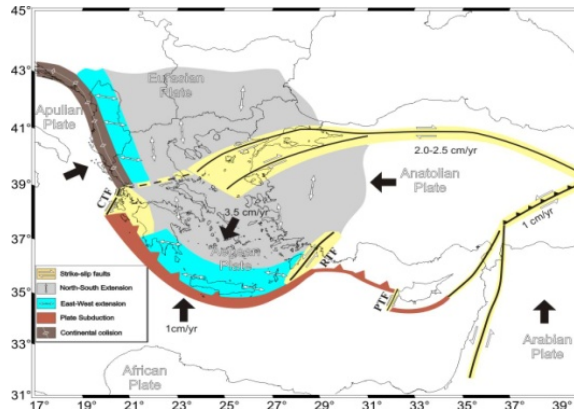 45°
43°
41°
39°
37°
35°
33°
31°
17°
19°
21°
23°
25°
27°
29°
31°
33°
35°
37°
39°
Eurasian
Plate
Apulian
Plate
2.0-2.5 cm/yr
Anatolian
Plate
CTF
3.5 cm/yr
1 cm/yr
Aegean
Plate
RTF
PTF
Strike-slip faults
North-South Extension
East-West extension
Plate Subduction
Continental colision
1cm/yr
African
Plate
Arabian
Plate